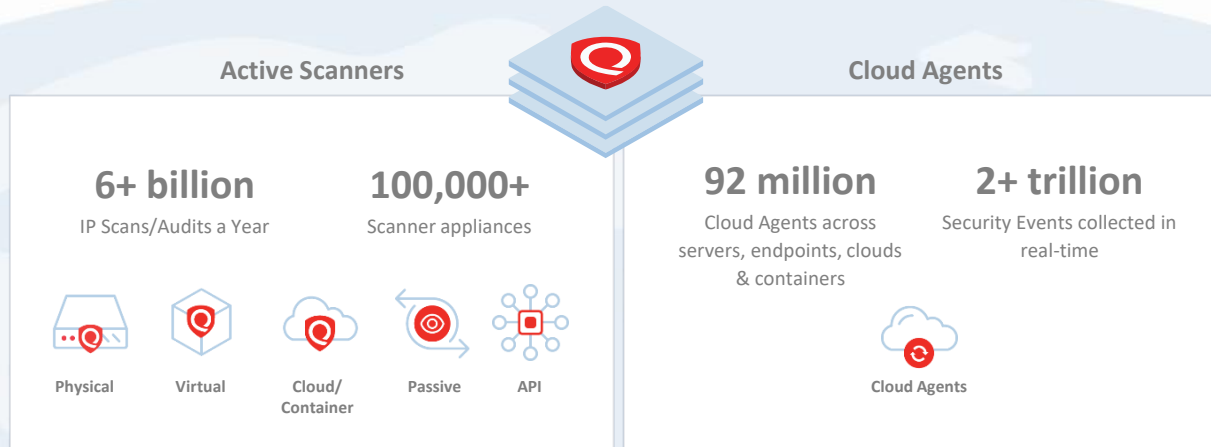 Active Scanners
6+ billion
IP Scans/Audits a Year
100,000+
Scanner appliances
Physical
Virtual
Cloud/
Container
Passive
API
Cloud Agents
92 million
Cloud Agents across
servers, endpoints, clouds
& containers
2+ trillion
Security Events collected in
real-time
Cloud Agents